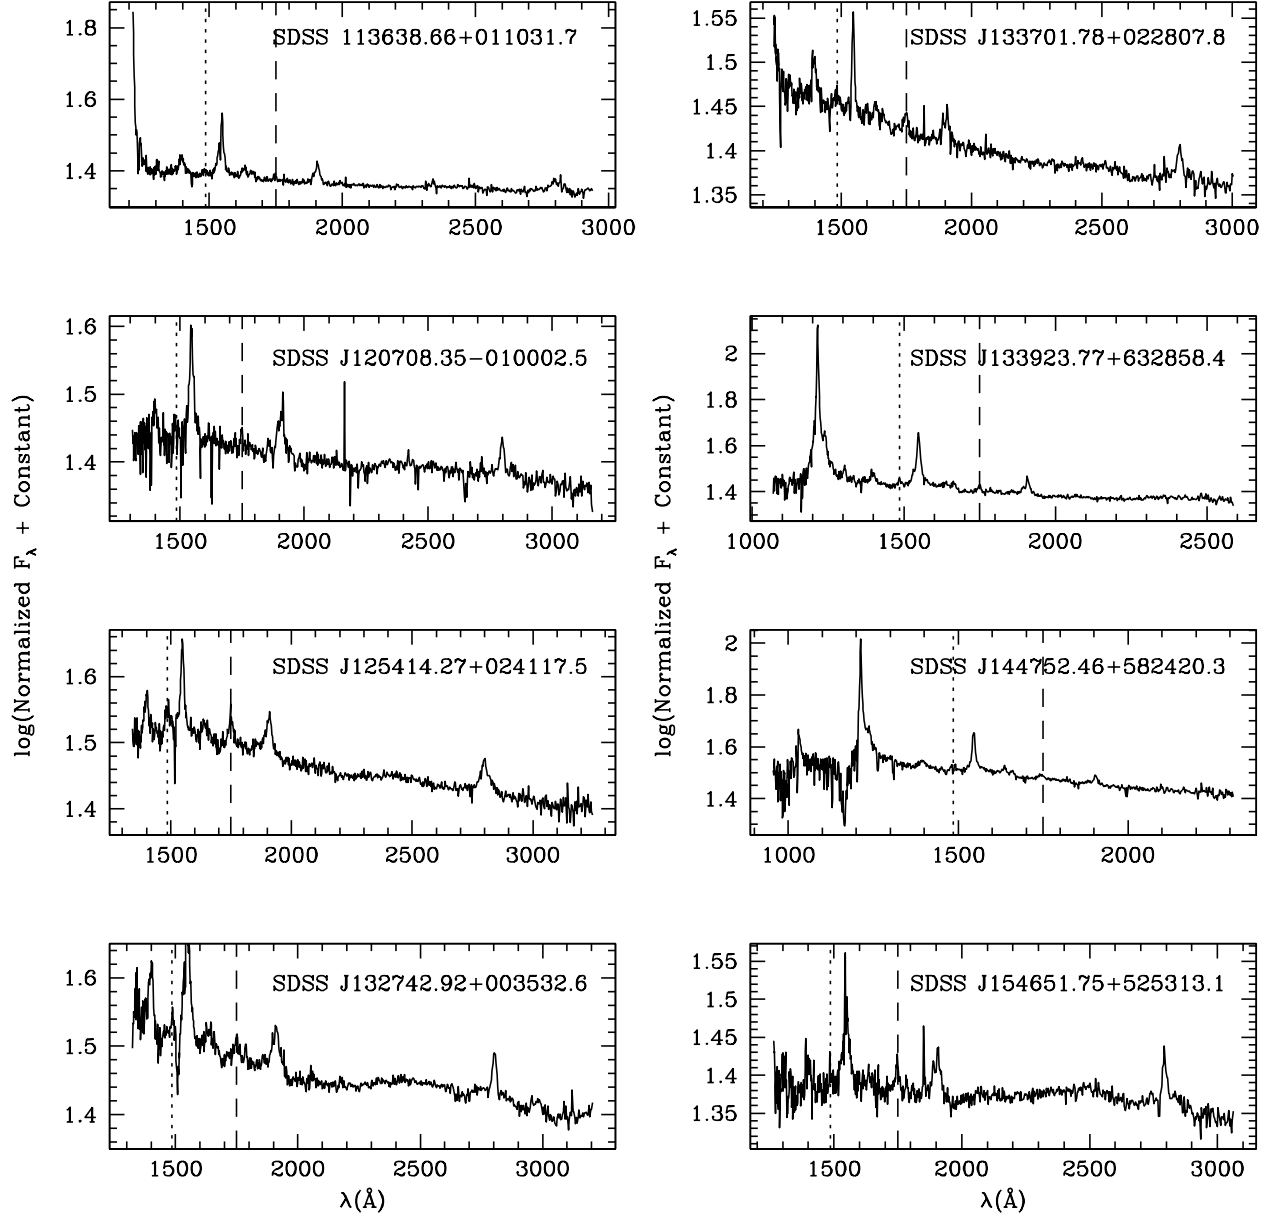 1.8
1.6
1.4
SDSS 113638.66+011031.7
1500 2000 2500 3000
1.55
1.5
1.45
1.4
1.35
SDSS J133701.78+022807.8
1500 2000 2500 3000
1.6
1.5
1.4
SDSS J120708.35−010002.5
1500 2000 2500 3000
2
1.8
1.6
1.4
SDSS J133923.77+632858.4
1000 1500 2000 2500
log(Normalized Fλ + Constant)
log(Normalized Fλ + Constant)
1.6
1.5
1.4
SDSS J125414.27+024117.5
1500 2000 2500 3000
2
1.8
1.6
1.4
SDSS J144752.46+582420.3
1000 1500 2000
1.6
1.5
1.4
SDSS J132742.92+003532.6
1500 2000 2500 3000
λ(Å)
1.55
1.5
1.45
1.4
1.35
SDSS J154651.75+525313.1
1500 2000 2500 3000
λ(Å)